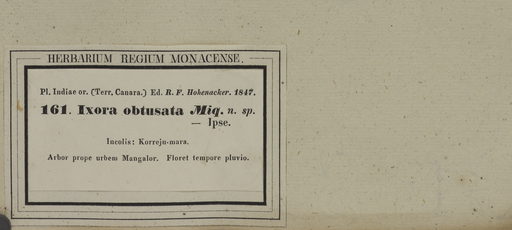 HERBARIUM REGIUM MONACENSE.
Pl. Indiae or. (Terr. Canara.) Ed. R. F. Hohenacker. 1847.
161. Ixora obtusata Miq. n. sp.
— Ipse.
Incolis: Korreju-mara.
Arbor prope urbem Mangalor. Floret tempore pluvio.